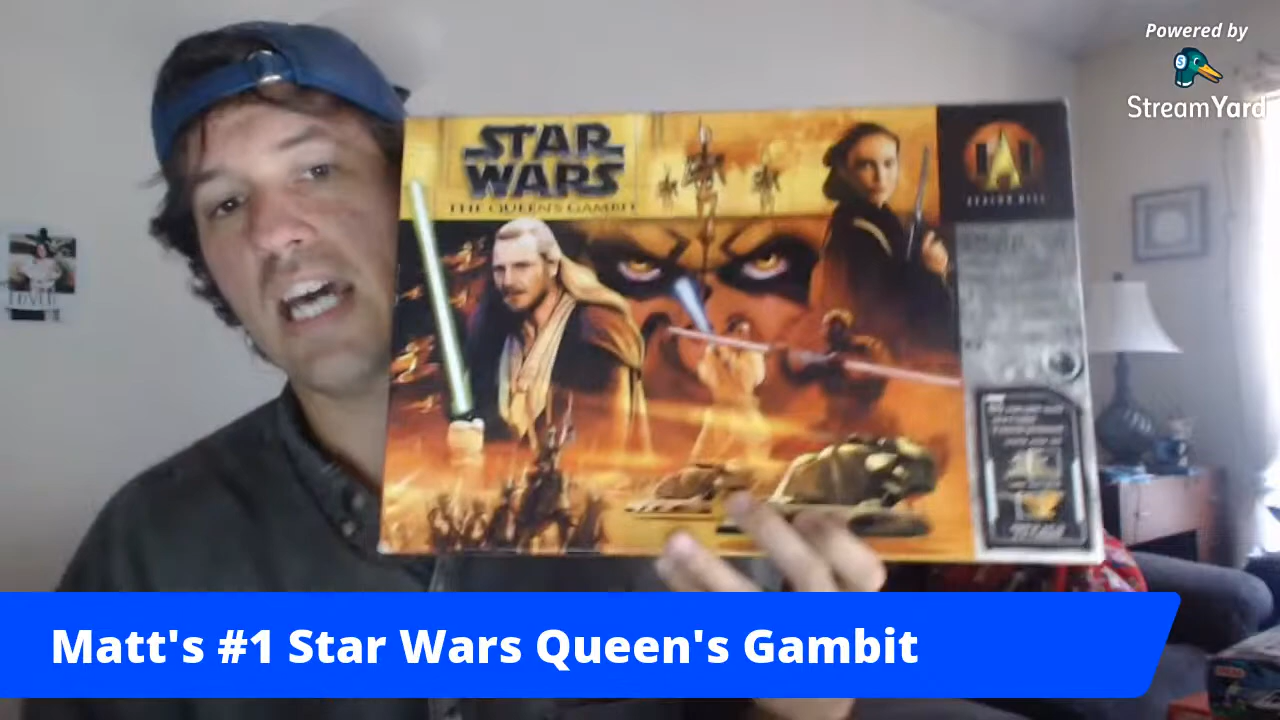 Powered by
StreamYard
STAR
WARS
THE QUEEN'S GAMBIT
AVALON HILL
Matt's #1 Star Wars Queen's Gambit